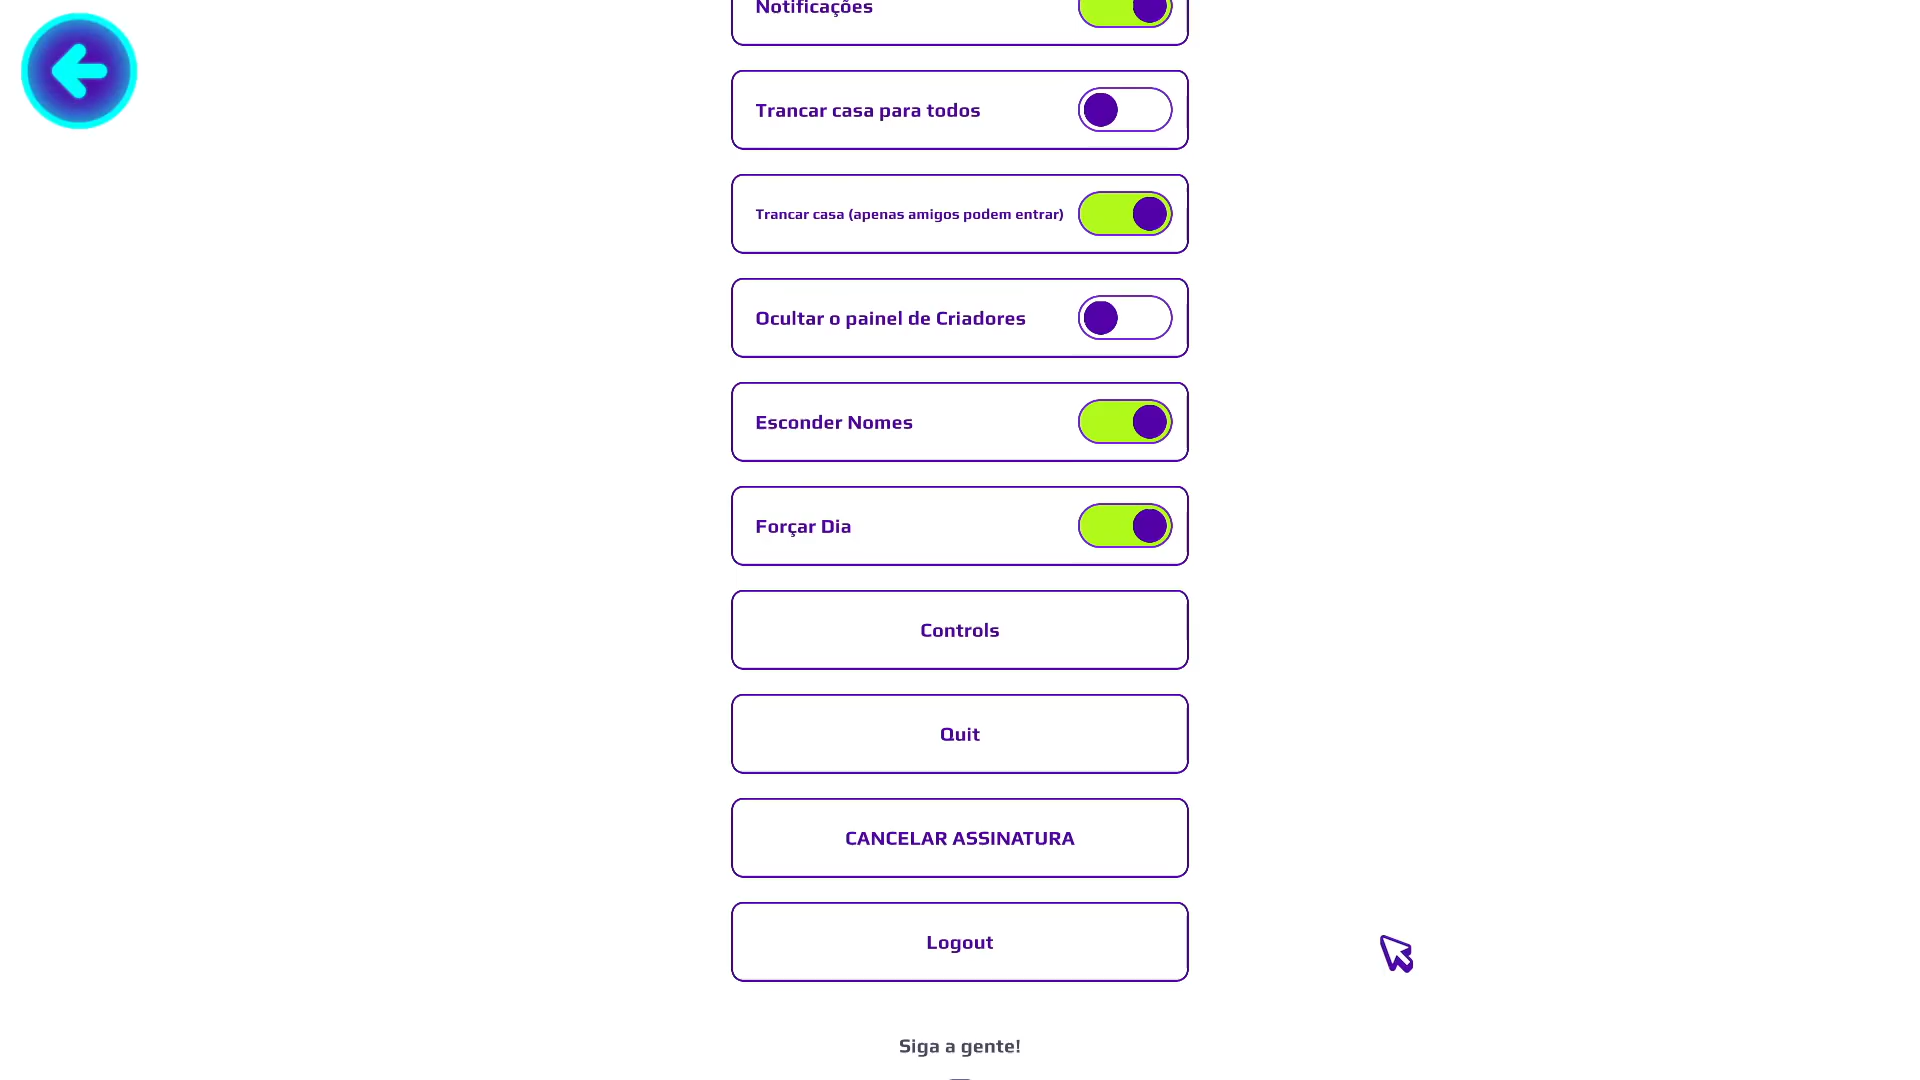 Notificações
Trancar casa para todos
Trancar casa (apenas amigos podem entrar)
Ocultar o painel de Criadores
Esconder Nomes
Forçar Dia
Controls
Quit
CANCELAR ASSINATURA
Logout
Siga a gente!